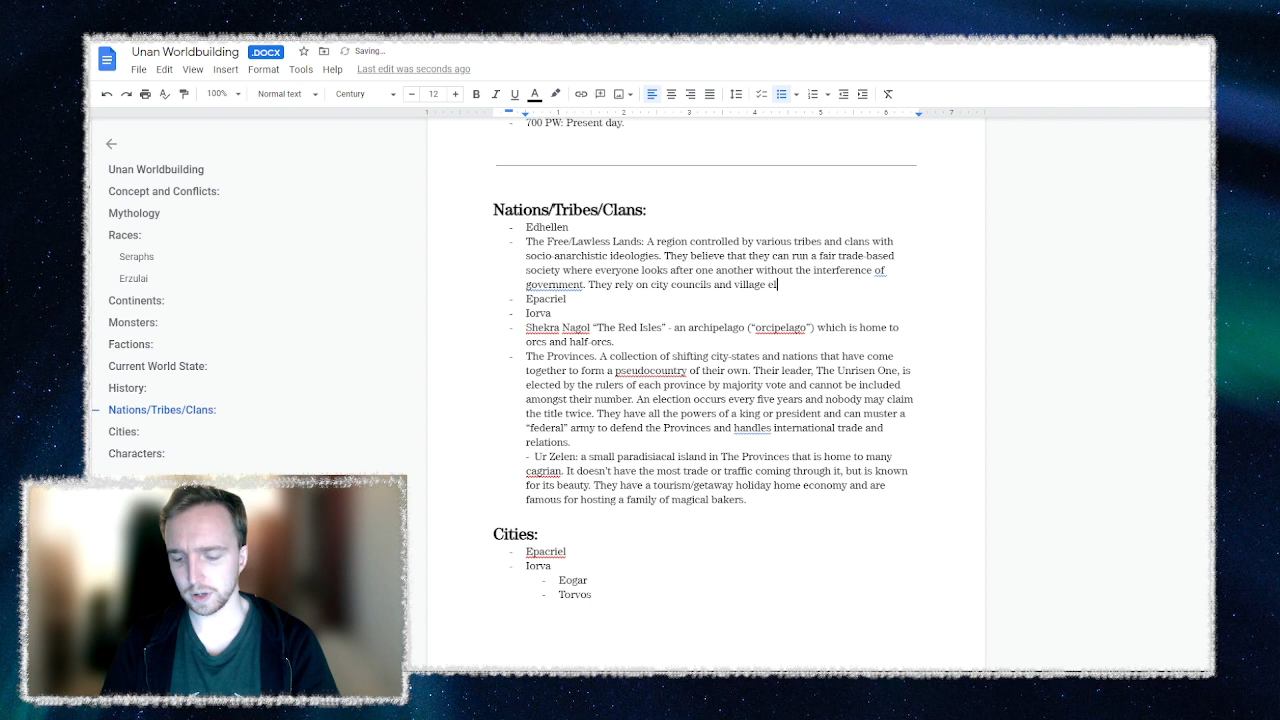 Unan Worldbuilding .DOCX Saving...
File Edit View Insert Format Tools Help Last edit was seconds ago
100% Normal text Century 12 B I U A
1 1 2 3 4 5 6 7
- 700 PW: Present day.
Unan Worldbuilding
Concept and Conflicts:
Mythology
Races:
Seraphs
Erzulai
Continents:
Monsters:
Factions:
Current World State:
History:
Nations/Tribes/Clans:
Cities:
Characters:
Nations/Tribes/Clans:
- Edhellen
- The Free/Lawless Lands: A region controlled by various tribes and clans with
socio-anarchistic ideologies. They believe that they can run a fair trade-based
society where everyone looks after one another without the interference of
government. They rely on city councils and village el
- Epacriel
- Iorva
- Shekra Nagol “The Red Isles” - an archipelago (“orcipelago”) which is home to
orcs and half-orcs.
- The Provinces. A collection of shifting city-states and nations that have come
together to form a pseudocountry of their own. Their leader, The Unrisen One, is
elected by the rulers of each province by majority vote and cannot be included
amongst their number. An election occurs every five years and nobody may claim
the title twice. They have all the powers of a king or president and can muster a
“federal” army to defend the Provinces and handles international trade and
relations.
- Ur Zelen: a small paradisiacal island in The Provinces that is home to many
cagrian. It doesn’t have the most trade or traffic coming through it, but is known
for its beauty. They have a tourism/getaway holiday home economy and are
famous for hosting a family of magical bakers.
Cities:
- Epacriel
- Iorva
- Eogar
- Torvos